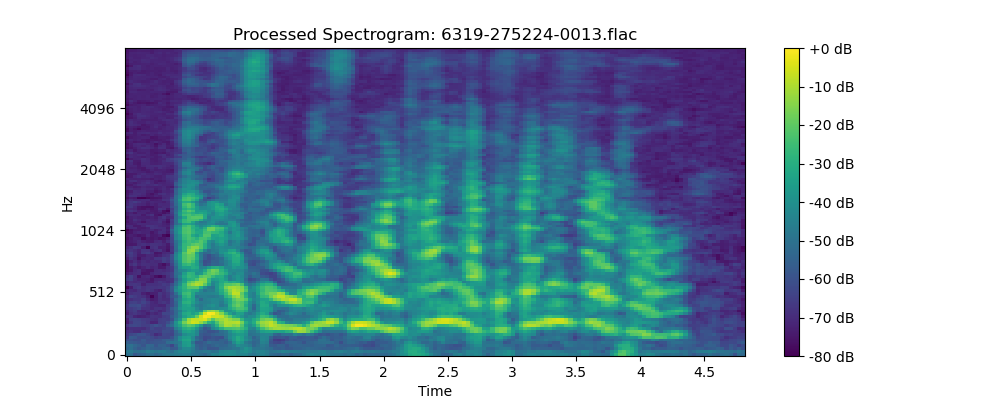 Processed Spectrogram: 6319-275224-0013.flac
+0 dB
-10 dB
4096
-20 dB
-30 dB
2048
Hz
-40 dB
1024
-50 dB
-60 dB
512
-70 dB
0
-80 dB
0 0.5 1 1.5 2 2.5 3 3.5 4 4.5
Time